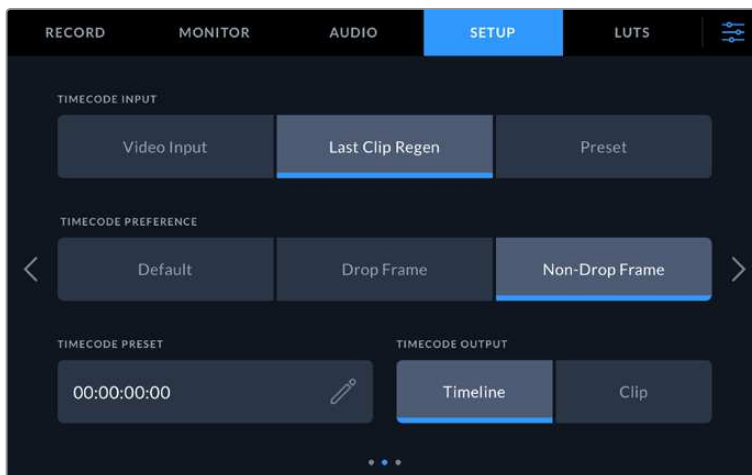 RECORD MONITOR AUDIO SETUP LUTS
TIMECODE INPUT
Video Input Last Clip Regen Preset
TIMECODE PREFERENCE
Default Drop Frame Non-Drop Frame
TIMECODE PRESET TIMECODE OUTPUT
00:00:00:00 Timeline Clip